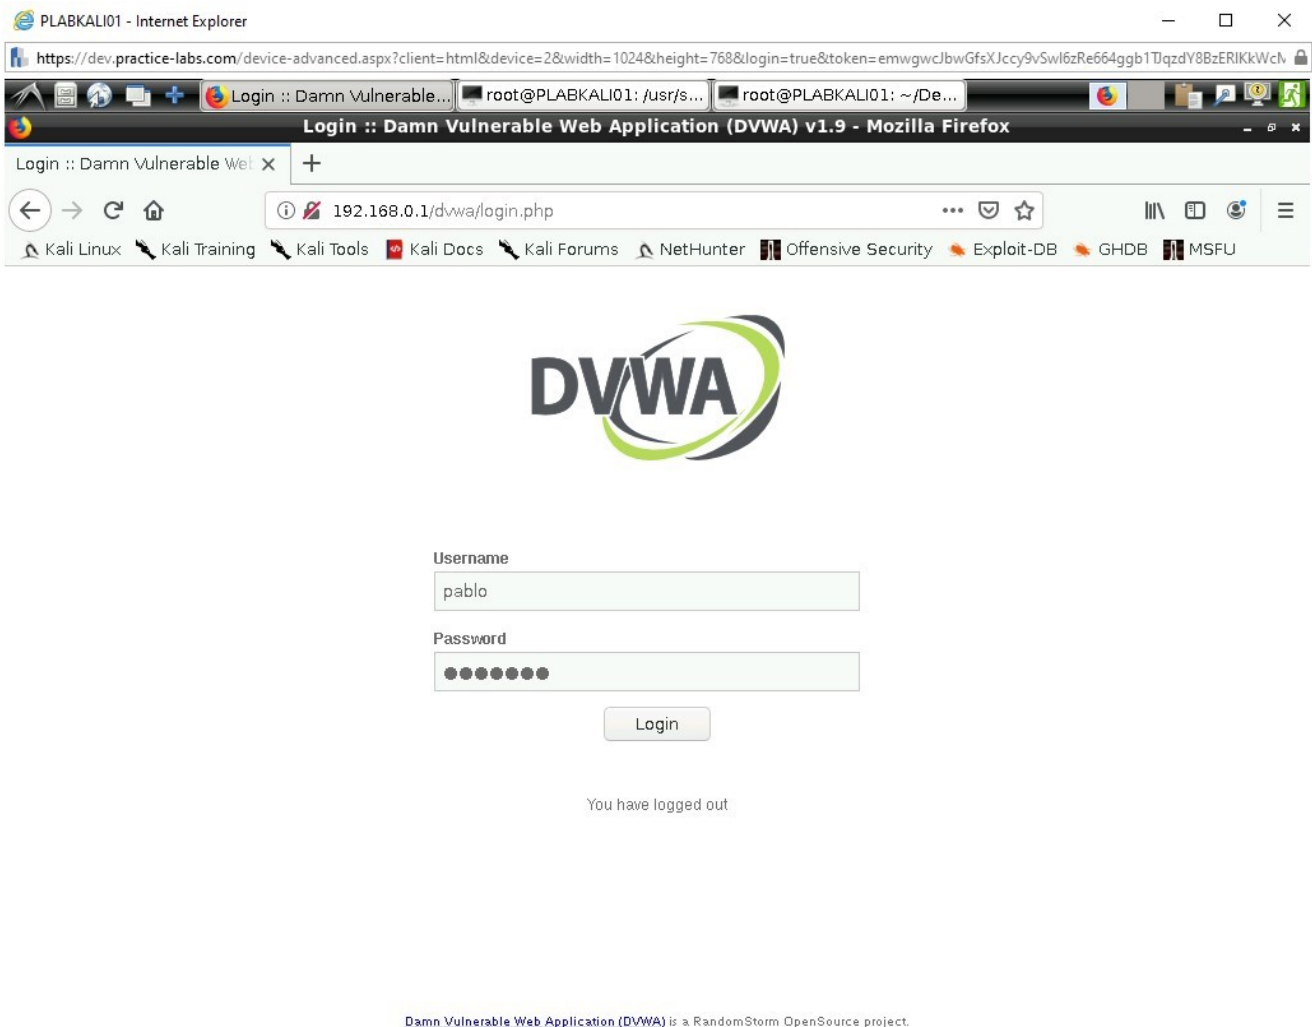 PLABKALI01 - Internet Explorer
https://dev.practice-labs.com/device-advanced.aspx?client=html&device=2&width=1024&height=768&login=true&token=
Login :: Damn Vulnerable... root@PLABKALI01: /usr/s... root@PLABKALI01: ~/De...
Login :: Damn Vulnerable Web Application (DVWA) v1.9 - Mozilla Firefox
Login :: Damn Vulnerable Web
192.168.0.1/dvwa/login.php
Kali Linux Kali Training Kali Tools Kali Docs Kali Forums NetHunter Offensive Security Exploit-DB GHDB MSFU
DVWA
Username
pablo
Password
Login
You have logged out
Damn Vulnerable Web Application (DVWA) is a RandomStorm OpenSource project.